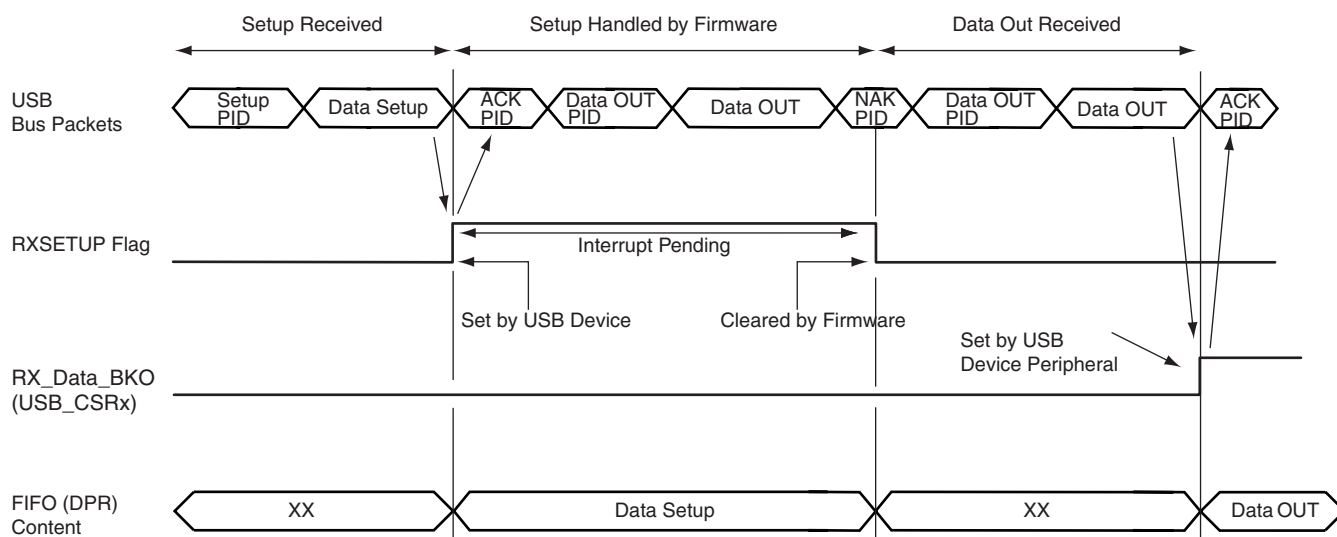 Setup Received
Setup Handled by Firmware
Data Out Received
USB
Bus Packets
Setup
PID
Data Setup
ACK
PID
Data OUT
PID
Data OUT
NAK
PID
Data OUT
PID
Data OUT
ACK
PID
RXSETUP Flag
Interrupt Pending
Set by USB Device
Cleared by Firmware
Set by USB
Device Peripheral
RX_Data_BKO
(USB_CSRx)
FIFO (DPR)
Content
XX
Data Setup
XX
Data OUT